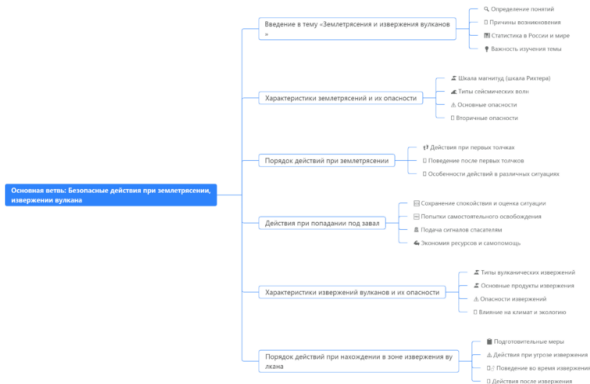 Основная ветвь: Безопасные действия при землетрясении,
извержении вулкана
Введение в тему «Землетрясения и извержения вулканов
»
Определение понятий
Причины возникновения
Статистика в России и мире
Важность изучения темы
Характеристики землетрясений и их опасности
Шкала магнитуд (шкала Рихтера)
Типы сейсмических волн
Основные опасности
Вторичные опасности
Порядок действий при землетрясении
Действия при первых толчках
Поведение после первых толчков
Особенности действий в различных ситуациях
Действия при попадании под завал
Сохранение спокойствия и оценка ситуации
Попытки самостоятельного освобождения
Подача сигналов спасателям
Экономия ресурсов и самопомощь
Характеристики извержений вулканов и их опасности
Типы вулканических извержений
Основные продукты извержения
Опасности извержений
Влияние на климат и экологию
Порядок действий при нахождении в зоне извержения ву
лкана
Подготовительные меры
Действия при угрозе извержения
Поведение во время извержения
Действия после извержения